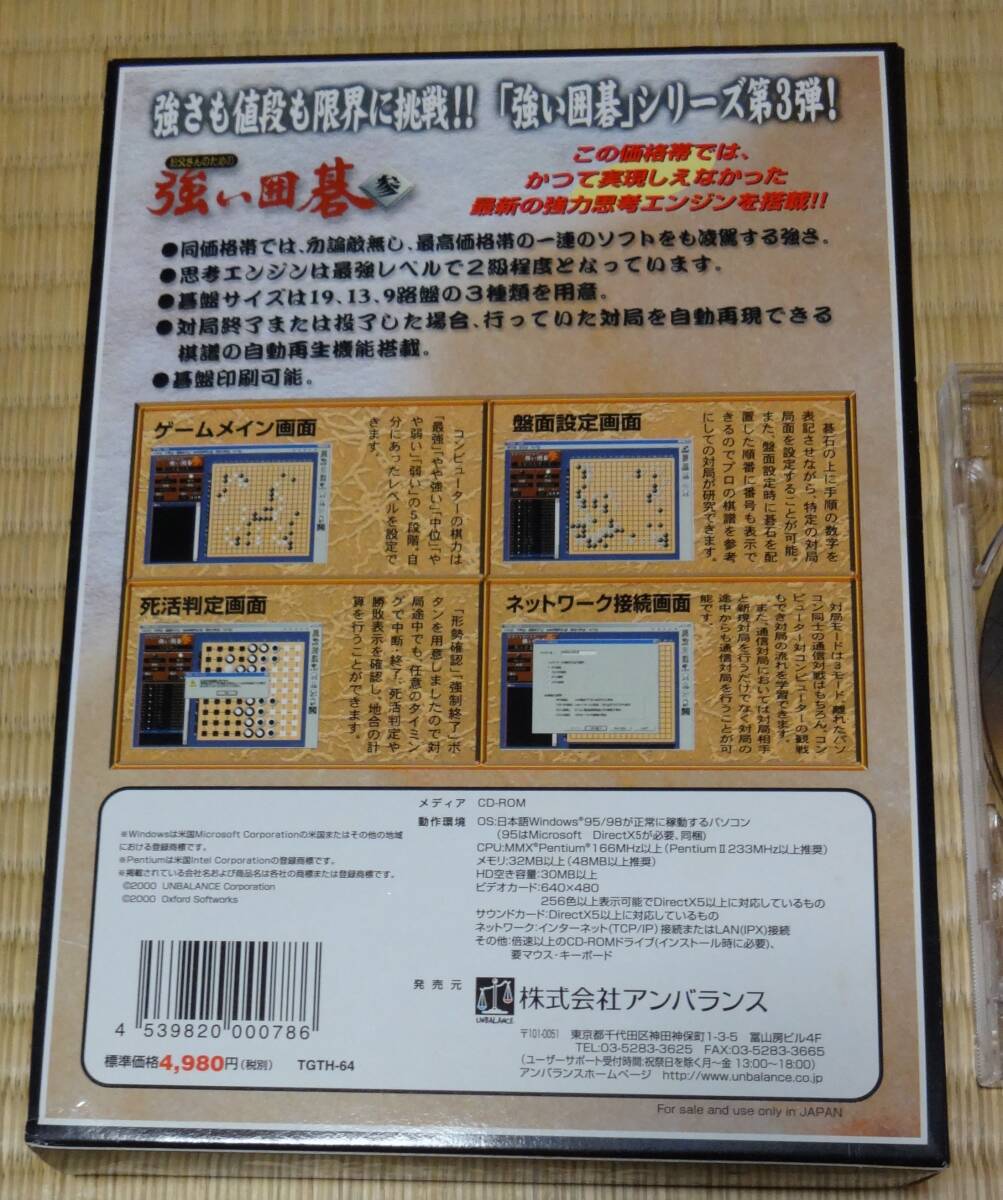 強さも値段も限界に挑戦!!「強い囲碁」シリーズ第3弾!
お父さんのための
強い囲碁 参
この価格帯では、
かつて実現しえなかった
最新の強力思考エンジンを搭載!!
●同価格帯では、勿論敵無し、最高価格帯の一連のソフトをも凌駕する強さ。
●思考エンジンは最強レベルで2級程度となっています。
●碁盤サイズは19、13、9路盤の3種類を用意。
●対局終了または投了した場合、行っていた対局を自動再現できる
棋譜の自動再生機能搭載。
●碁盤印刷可能。
ゲームメイン画面
コンピューターの棋力は
「最強」「やや強い」「中位」「や
や弱い」「弱い」の5段階。自
分にあったレベルを設定で
きます。
盤面設定画面
碁石の上に手順の数字を
表記させながら、特定の対局
局面を設定することが可能。
また、盤面設定時に碁石を配
置した順番に番号も表示で
きるのでプロの棋譜を参考
にしての対局が研究できます。
死活判定画面
「形勢確認」「強制終了」ボ
タンを用意しましたので対
局途中でも、任意のタイミン
グで中断・終了、死活判定や
勝敗表示を確認し、地合の計
算を行うことができます。
ネットワーク接続画面
対局モードは3モード、離れたパソ
コン同士の通信対戦はもちろん、コン
ピューター対コンピューターの観戦
もでき対局の流れを学習できます。
また、通信対局においては対局相手
と新規対局を行うだけでなく対局の
途中からも通信対局を行うことが可
能です。
メディア CD-ROM
動作環境 OS:日本語Windows®95/98が正常に稼動するパソコン
(95はMicrosoft DirectX5が必要、同梱)
CPU:MMX®Pentium®166MHz以上(PentiumⅡ233MHz以上推奨)
メモリ:32MB以上(48MB以上推奨)
HD空き容量:30MB以上
ビデオカード:640×480
256色以上表示可能でDirectX5以上に対応しているもの
サウンドカード:DirectX5以上に対応しているもの
ネットワーク:インターネット(TCP/IP)接続またはLAN(IPX)接続
その他:倍速以上のCD-ROMドライブ(インストール時に必要)、
要マウス・キーボード
※Windowsは米国Microsoft Corporationの米国またはその他の地域
における登録商標です。
※Pentiumは米国Intel Corporationの登録商標です。
※掲載されている会社名および商品名は各社の商標または登録商標です。
©2000 UNBALANCE Corporation
©2000 Oxford Softworks
4 539820 000786
標準価格4,980円(税別) TGTH-64
発売元 UNBALANCE 株式会社アンバランス
〒101-0051 東京都千代田区神田神保町1-3-5 冨山房ビル4F
TEL:03-5283-3625 FAX:03-5283-3665
(ユーザーサポート受付時間:祝祭日を除く月〜金 13:00〜18:00)
アンバランスホームページ http://www.unbalance.co.jp
For sale and use only in JAPAN